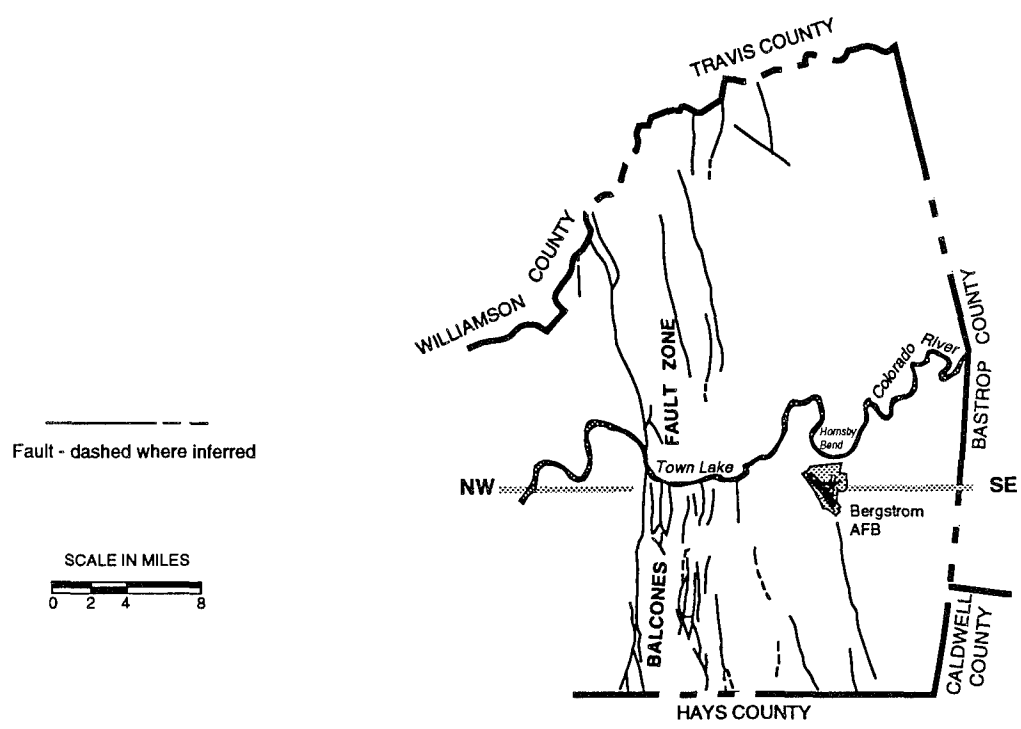 TRAVIS COUNTY
WILLIAMSON COUNTY
BASTROP COUNTY
Colorado River
FAULT ZONE
Fault - dashed where inferred
Hornsby
Bend
Town Lake
NW
SE
Bergstrom
AFB
SCALE IN MILES
0 2 4 8
BALCONES
CALDWELL
COUNTY
HAYS COUNTY